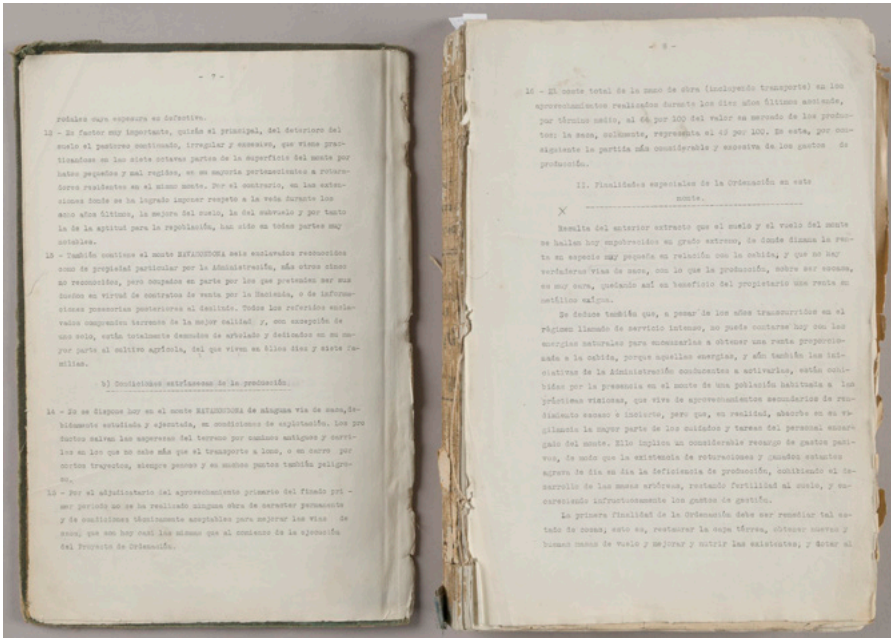 - 7 -
rodales cuya espesura es defectiva.
12 - Es factor muy importante, quizás el principal, del deterioro del
suelo el pastoreo continuado, irregular y excesivo, que viene prac-
ticándose en las siete octavas partes de la superficie del monte por
hatos pequeños y mal regidos, en su mayoría pertenecientes a rotura-
dores residentes en el mismo monte. Por el contrario, en las exten-
siones donde se ha logrado imponer respeto a la veda durante los
ocho años últimos, la mejora del suelo, la del subsuelo y por tanto
la de la aptitud para la repoblación, han sido en todas partes muy
notables.
13 - También contiene el monte NAVAHONDONA seis enclavados reconocidos
como de propiedad particular por la Administración, más otros cinco
no reconocidos, pero ocupados en parte por los que pretenden ser sus
dueños en virtud de contratos de venta por la Hacienda, o de informa-
ciones posesorias posteriores al deslinde. Todos los referidos encla-
vados comprenden terrenos de la mejor calidad y, con excepción de
uno solo, están totalmente desnudos de arbolado y dedicados en su ma-
yor parte al cultivo agrícola, del que viven en ellos diez y siete fa-
milias.
b) Condiciones extrínsecas de la producción.
14 - No se dispone hoy en el monte NAVAHONDONA de ninguna vía de saca, de-
bidamente estudiada y ejecutada, en condiciones de explotación. Los pro
ductos salvan las asperezas del terreno por caminos antiguos y carri-
les en los que no cabe más que el transporte a lomo, o en carro por
cortos trayectos, siempre penoso y en muchos puntos también peligro-
so.
15 - Por el adjudicatario del aprovechamiento primario del finado pri -
mer período no se ha realizado ninguna obra de carácter permanente
y de condiciones técnicamente aceptables para mejorar las vías de
saca; que son hoy casi las mismas que al comienzo de la ejecución
del Proyecto de Ordenación.
- 8 -
16 - El coste total de la mano de obra (incluyendo transporte) en los
aprovechamientos realizados durante los diez años últimos asciende,
por término medio, al 64 por 100 del valor en mercado de los produc-
tos; la saca, solamente, representa el 45 por 100. Es esta, por con-
siguiente la partida más considerable y excesiva de los gastos de
producción.
II. Finalidades especiales de la Ordenación en este
monte.
X
Resulta del anterior extracto que el suelo y el vuelo del monte
se hallan hoy empobrecidos en grado extremo, de donde dimana la ren-
ta en especie muy pequeña en relación con la cabida; y que no hay
verdaderas vías de saca, con lo que la producción, sobre ser escasa,
es muy cara, quedando así en beneficio del propietario una renta en
metálico exigua.
Se deduce también que, a pesar de los años transcurridos en el
régimen llamado de servicio intenso, no puede contarse hoy con las
energías naturales para encauzarlas a obtener una renta proporcio-
nada a la cabida, porque aquellas energías, y aún también las ini-
ciativas de la Administración conducentes a activarlas, están cohi-
bidas por la presencia en el monte de una población habituada a las
prácticas viciosas, que vive de aprovechamientos secundarios de ren-
dimiento escaso e incierto, pero que, en realidad, absorbe en su vi-
gilancia la mayor parte de los cuidados y tareas del personal encar-
gado del monte. Ello implica un considerable recargo de gastos pasi-
vos, de modo que la existencia de roturaciones y ganados estantes
agrava de día en día la deficiencia de producción, cohibiendo el de-
sarrollo de las masas arbóreas, restando fertilidad al suelo, y en-
careciendo infructuosamente los gastos de gestión.
La primera finalidad de la Ordenación debe ser remediar tal es-
tado de cosas; esto es, restaurar la capa térrea, obtener nuevas y
buenas masas de vuelo y mejorar y nutrir las existentes; y dotar al